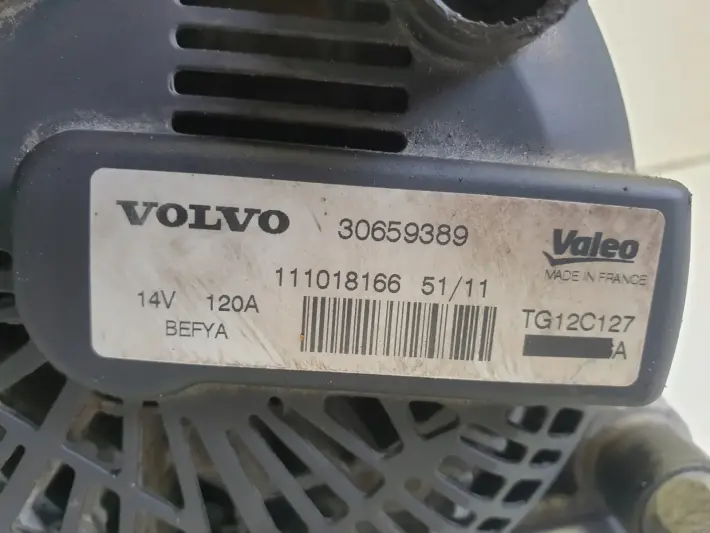 VOLVO 30659389
Valeo
MADE IN FRANCE
111018166 51/11
14V 120A
BEFYA
TG12C127
A